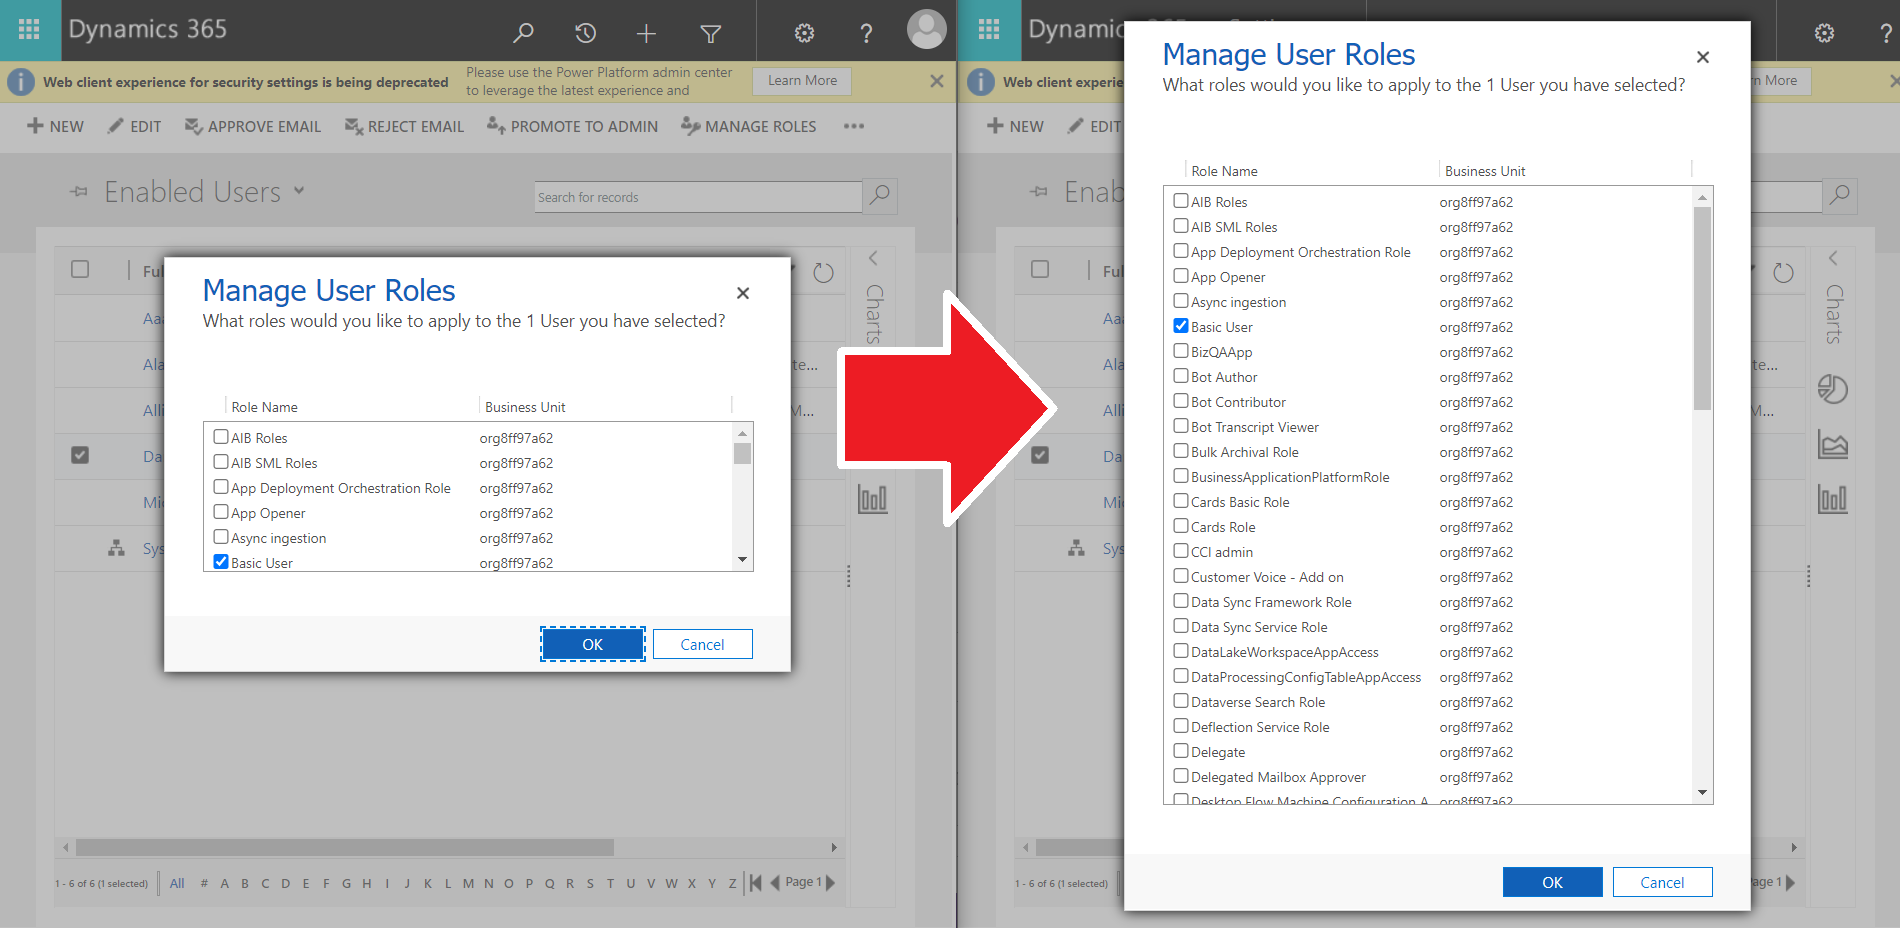 Dynamics 365
Web client experience for security settings is being deprecated
Please use the Power Platform admin center
to leverage the latest experience and
Learn More
NEW
EDIT
APPROVE EMAIL
REJECT EMAIL
PROMOTE TO ADMIN
MANAGE ROLES
Enabled Users
Search for records
Ful
Aaa
Ala
te...
Alli
M...
Da
Mic
Sys
Charts
Manage User Roles
What roles would you like to apply to the 1 User you have selected?
Role Name Business Unit
AIB Roles org8ff97a62
AIB SML Roles org8ff97a62
App Deployment Orchestration Role org8ff97a62
App Opener org8ff97a62
Async ingestion org8ff97a62
Basic User org8ff97a62
OK Cancel
1 - 6 of 6 (1 selected)
All # A B C D E F G H I J K L M N O P Q R S T U V W X Y Z
Page 1
Dynamic
Web client experie
rn More
NEW
EDIT
Enab
Ful
Aaa
Ala
te...
Alli
M...
Da
Mic
Sys
Charts
Manage User Roles
What roles would you like to apply to the 1 User you have selected?
Role Name Business Unit
AIB Roles org8ff97a62
AIB SML Roles org8ff97a62
App Deployment Orchestration Role org8ff97a62
App Opener org8ff97a62
Async ingestion org8ff97a62
Basic User org8ff97a62
BizQAApp org8ff97a62
Bot Author org8ff97a62
Bot Contributor org8ff97a62
Bot Transcript Viewer org8ff97a62
Bulk Archival Role org8ff97a62
BusinessApplicationPlatformRole org8ff97a62
Cards Basic Role org8ff97a62
Cards Role org8ff97a62
CCI admin org8ff97a62
Customer Voice - Add on org8ff97a62
Data Sync Framework Role org8ff97a62
Data Sync Service Role org8ff97a62
DataLakeWorkspaceAppAccess org8ff97a62
DataProcessingConfigTableAppAccess org8ff97a62
Dataverse Search Role org8ff97a62
Deflection Service Role org8ff97a62
Delegate org8ff97a62
Delegated Mailbox Approver org8ff97a62
Desktop Flow Machine Configuration A org8ff97a62
OK Cancel
1 - 6 of 6 (1 selected)
age 1